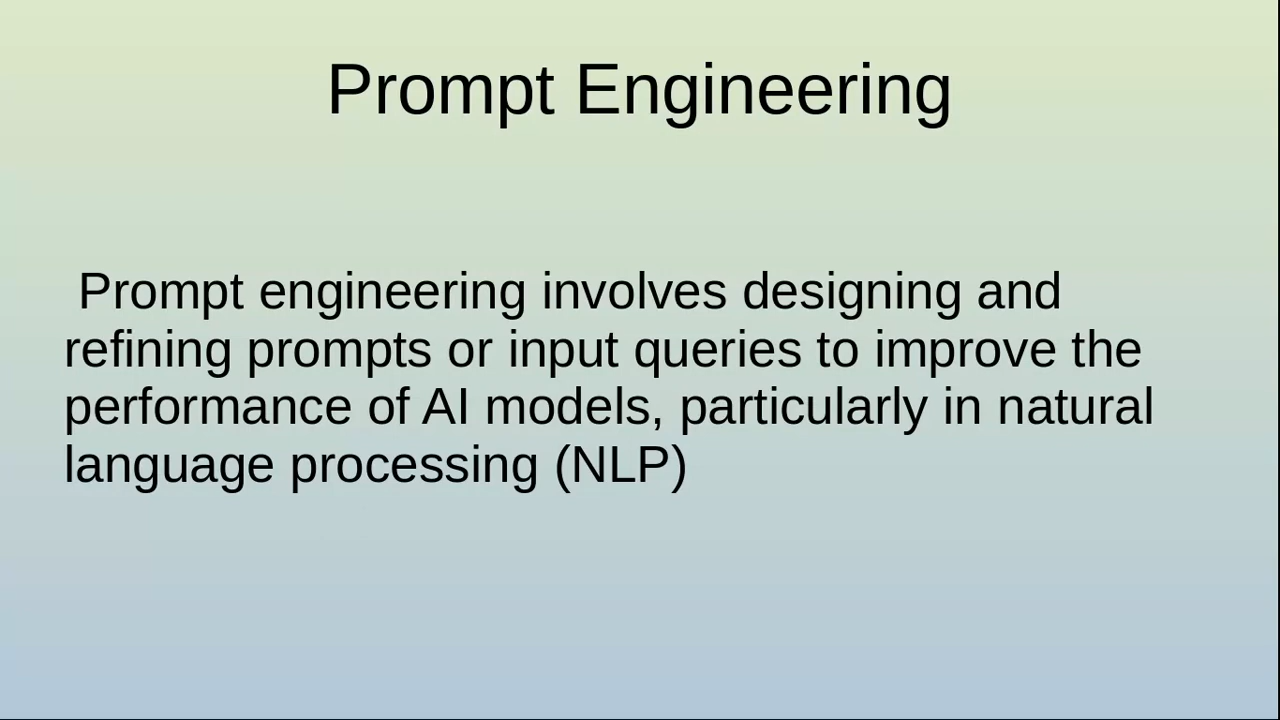 Prompt Engineering
Prompt engineering involves designing and
refining prompts or input queries to improve the
performance of AI models, particularly in natural
language processing (NLP)